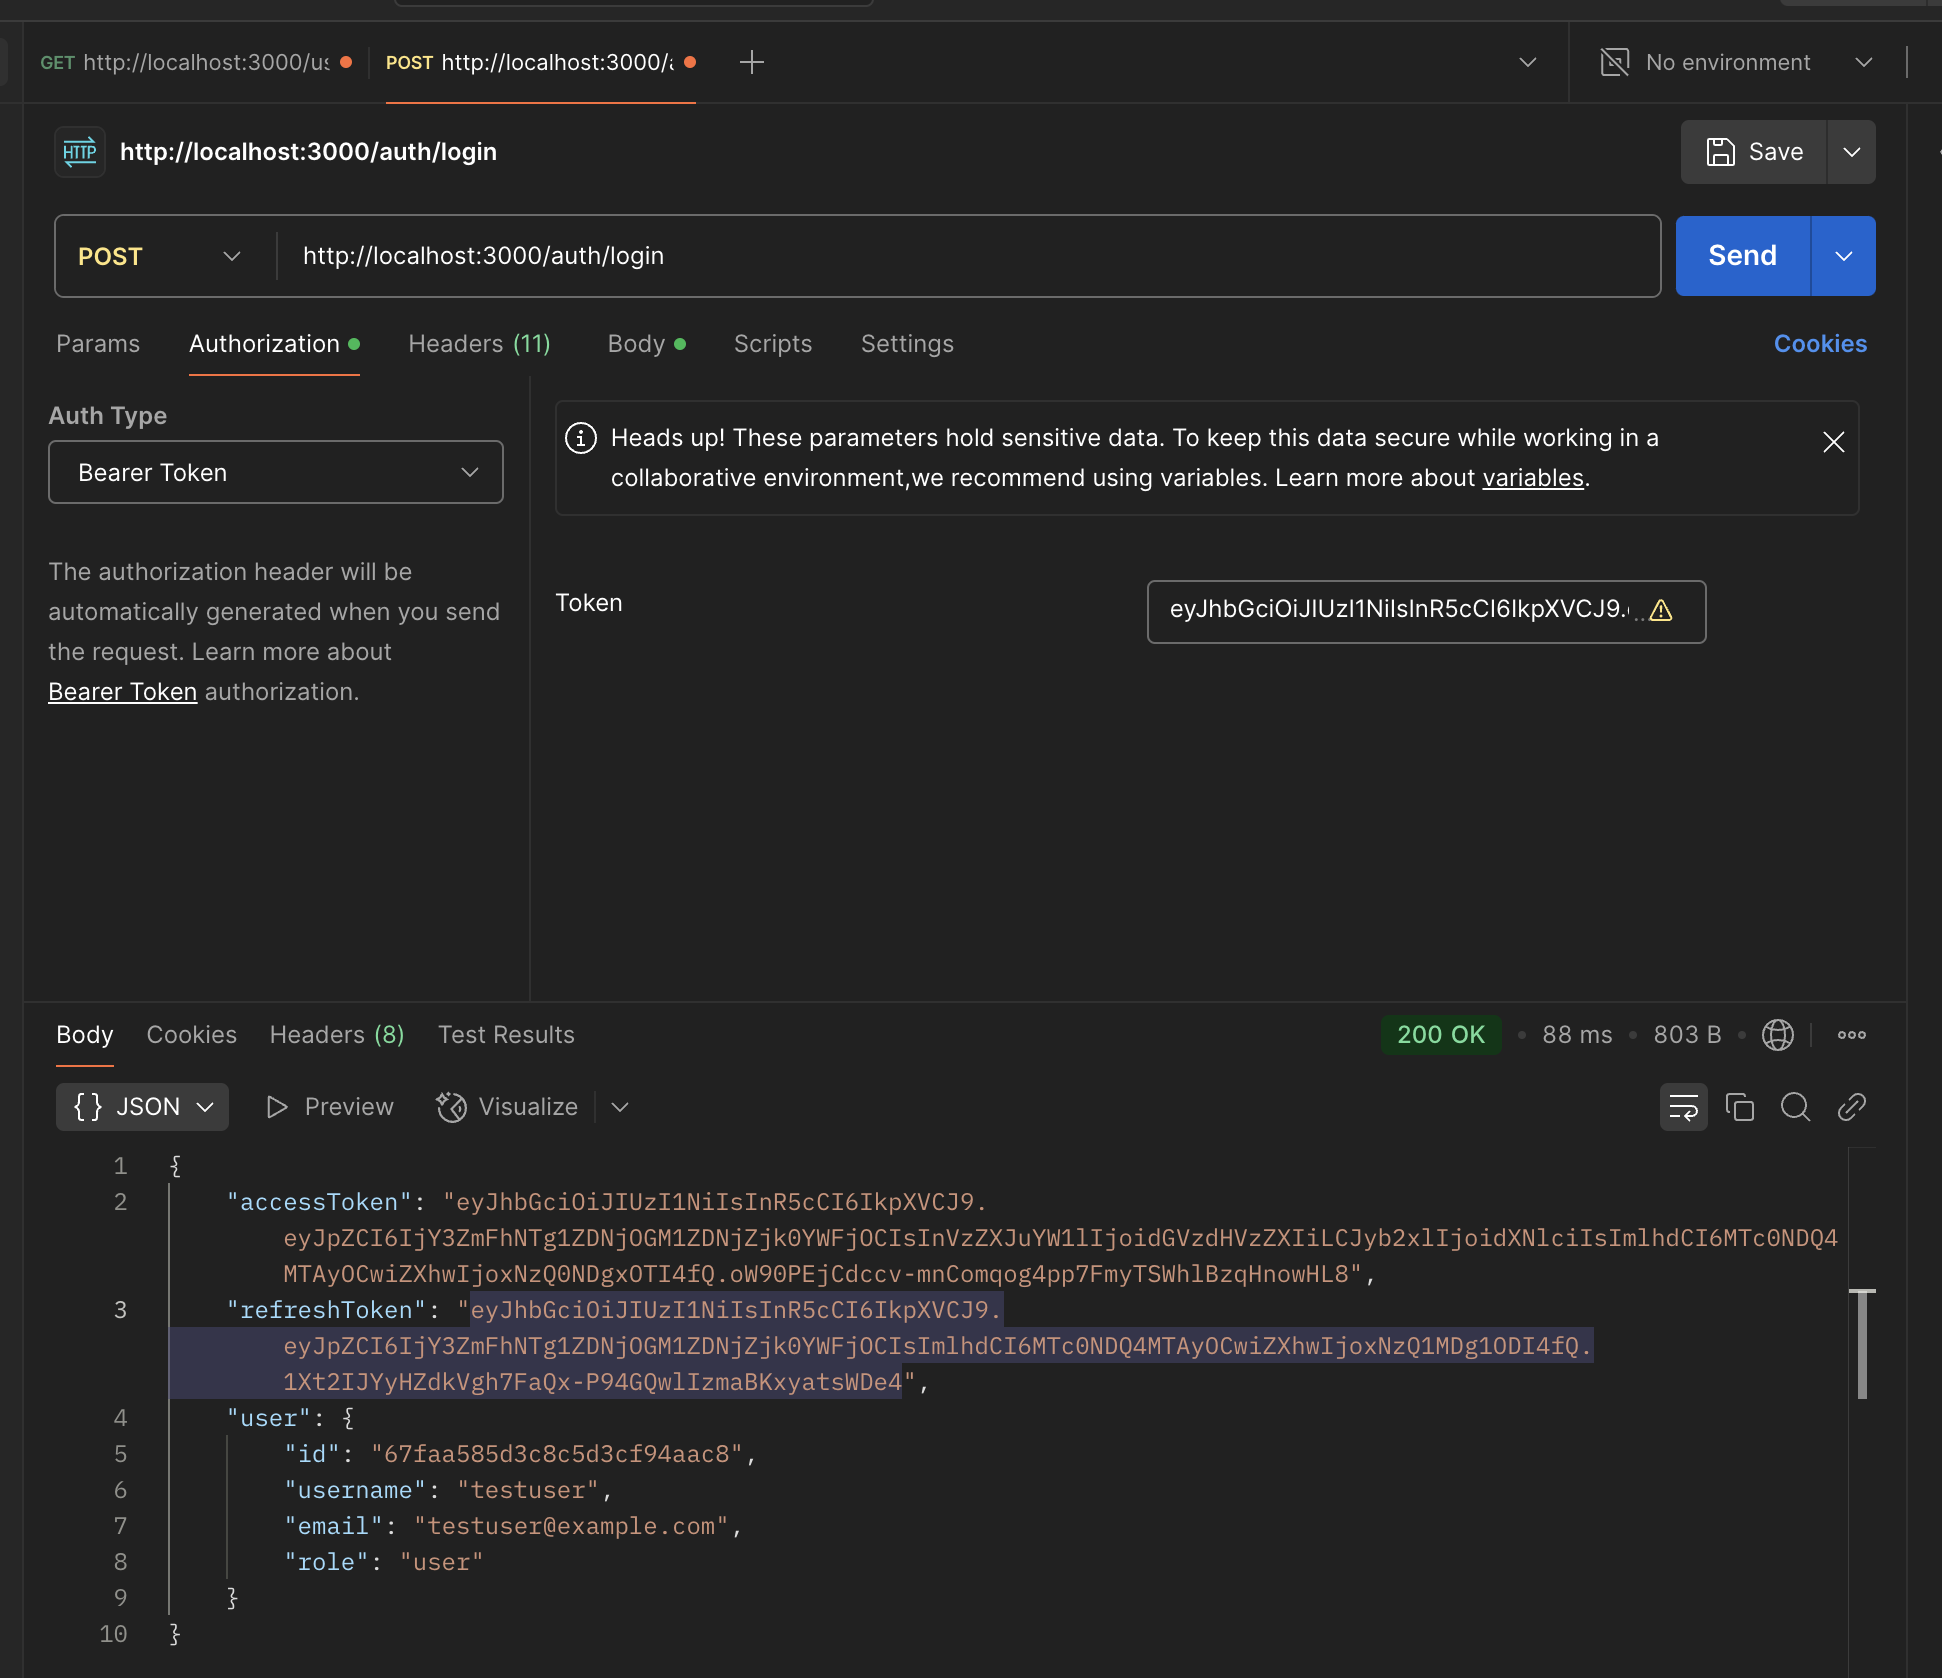 GET http://localhost:3000/us
POST http://localhost:3000/a
No environment
HTTP http://localhost:3000/auth/login
Save
POST
http://localhost:3000/auth/login
Send
Params
Authorization
Headers (11)
Body
Scripts
Settings
Cookies
Auth Type
Bearer Token
The authorization header will be
automatically generated when you send
the request. Learn more about
Bearer Token authorization.
Heads up! These parameters hold sensitive data. To keep this data secure while working in a
collaborative environment,we recommend using variables. Learn more about variables.
Token
eyJhbGciOiJIUzI1NiIsInR5cCI6IkpXVCJ9. ...
Body
Cookies
Headers (8)
Test Results
200 OK • 88 ms • 803 B
{} JSON
Preview
Visualize
1 {
2 "accessToken": "eyJhbGciOiJIUzI1NiIsInR5cCI6IkpXVCJ9.
eyJpZCI6IjY3ZmFhNTg1ZDNjOGM1ZDNjZjk0YWFjOCIsInVzZXJuYW1lIjoidGVzdHVzZXIiLCJyb2xlIjoidXNlciIsImlhdCI6MTc0NDQ4
MTAyOCwiZXhwIjoxNzQ0NDgxOTI4fQ.oW90PEjCdccv-mnComqog4pp7FmyTSWhlBzqHnowHL8",
3 "refreshToken": "eyJhbGciOiJIUzI1NiIsInR5cCI6IkpXVCJ9.
eyJpZCI6IjY3ZmFhNTg1ZDNjOGM1ZDNjZjk0YWFjOCIsImlhdCI6MTc0NDQ4MTAyOCwiZXhwIjoxNzQ1MDg1ODI4fQ.
1Xt2IJYyHZdkVgh7FaQx-P94GQwlIzmaBKxyatsWDe4",
4 "user": {
5 "id": "67faa585d3c8c5d3cf94aac8",
6 "username": "testuser",
7 "email": "testuser@example.com",
8 "role": "user"
9 }
10 }